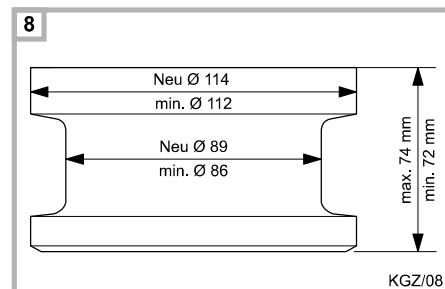 8
Neu Ø 114
min. Ø 112
Neu Ø 89
min. Ø 86
max. 74 mm
min. 72 mm
KGZ/08